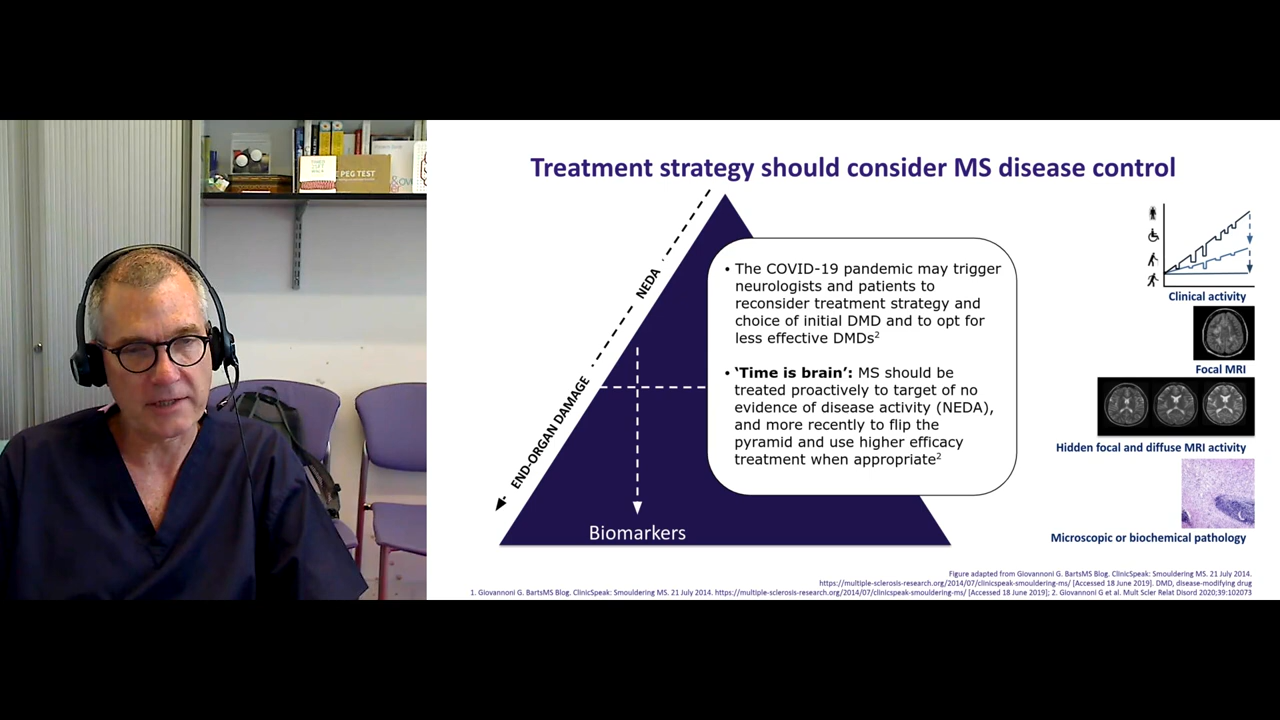 PEG TEST
Treatment strategy should consider MS disease control
NEDA
END-ORGAN DAMAGE
Biomarkers
• The COVID-19 pandemic may trigger
neurologists and patients to
reconsider treatment strategy and
choice of initial DMD and to opt for
less effective DMDs²
• ‘Time is brain’: MS should be
treated proactively to target of no
evidence of disease activity (NEDA),
and more recently to flip the
pyramid and use higher efficacy
treatment when appropriate²
Clinical activity
Focal MRI
Hidden focal and diffuse MRI activity
Microscopic or biochemical pathology
Figure adapted from Giovannoni G. BartsMS Blog. ClinicSpeak: Smouldering MS. 21 July 2014.
https://multiple-sclerosis-research.org/2014/07/clinicspeak-smouldering-ms/ [Accessed 18 June 2019]. DMD, disease-modifying drug
1. Giovannoni G. BartsMS Blog. ClinicSpeak: Smouldering MS. 21 July 2014. https://multiple-sclerosis-research.org/2014/07/clinicspeak-smouldering-ms/ [Accessed 18 June 2019]; 2. Giovannoni G et al. Mult Scler Relat Disord 2020;39:102073